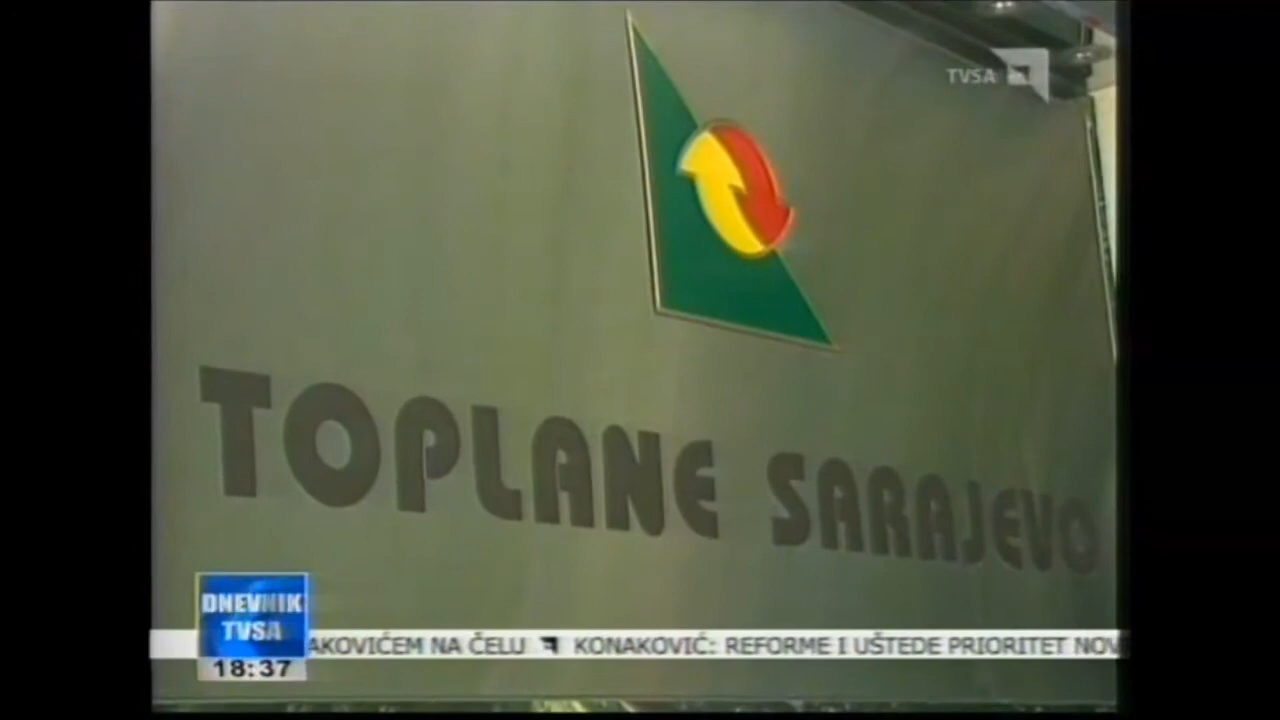 TVSA
TOPLANE SARAJEVO
DNEVNIK
TVSA
AKOVIĆEM NA ČELU KONAKOVIĆ: REFORME I UŠTEDE PRIORITET NOV
18:37